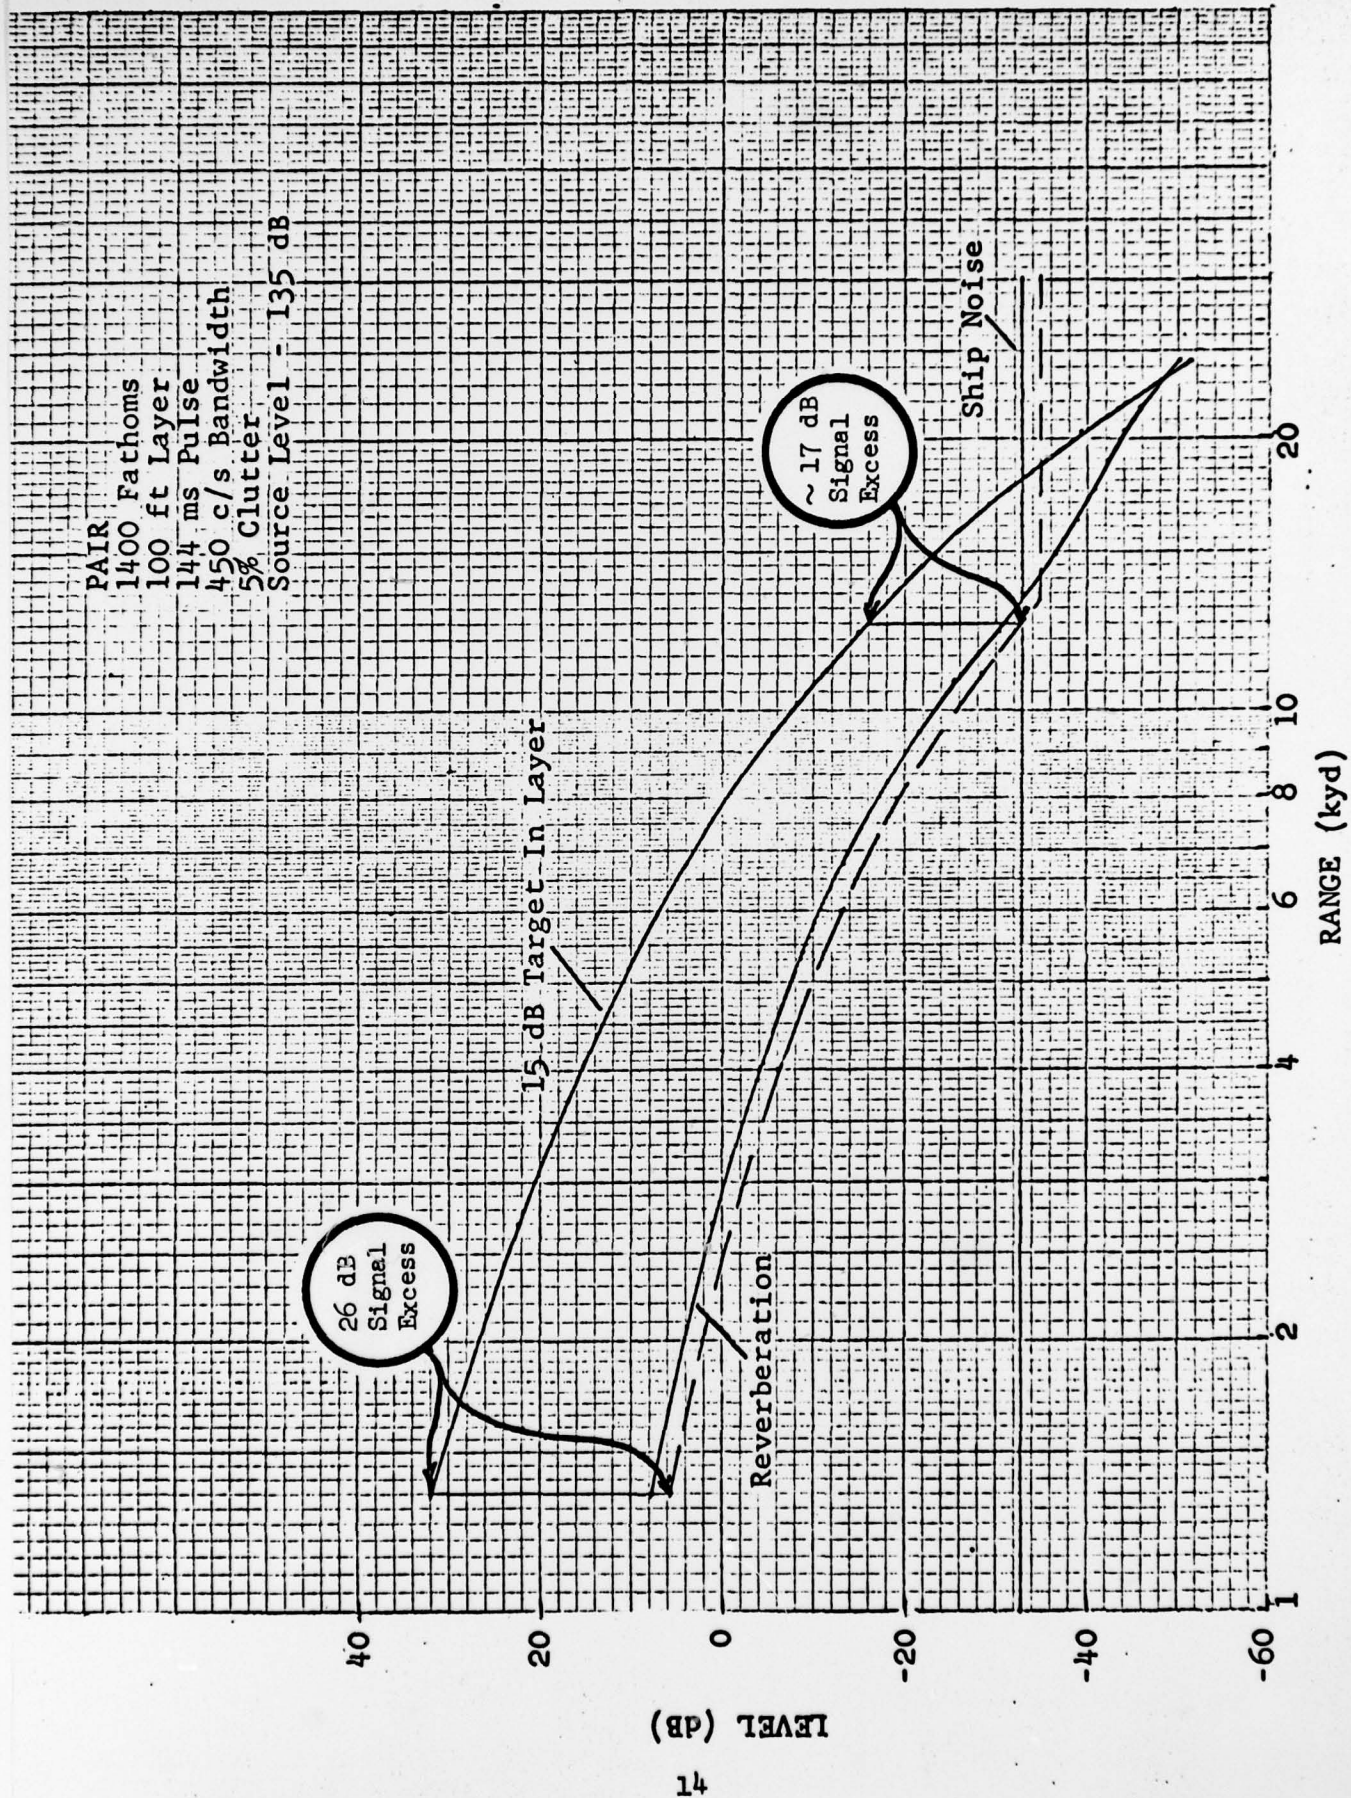 PAIR
1400 Fathoms
100 ft Layer
144 ms Pulse
450 c/s Bandwidth
5% Clutter
Source Level - 135 dB
26 dB
Signal
Excess
15 dB Target In Layer
~ 17 dB
Signal
Excess
Ship Noise
Reverberation
40
20
0
-20
-40
-60
LEVEL (dB)
1
2
4
6
8
10
20
RANGE (kyd)
14